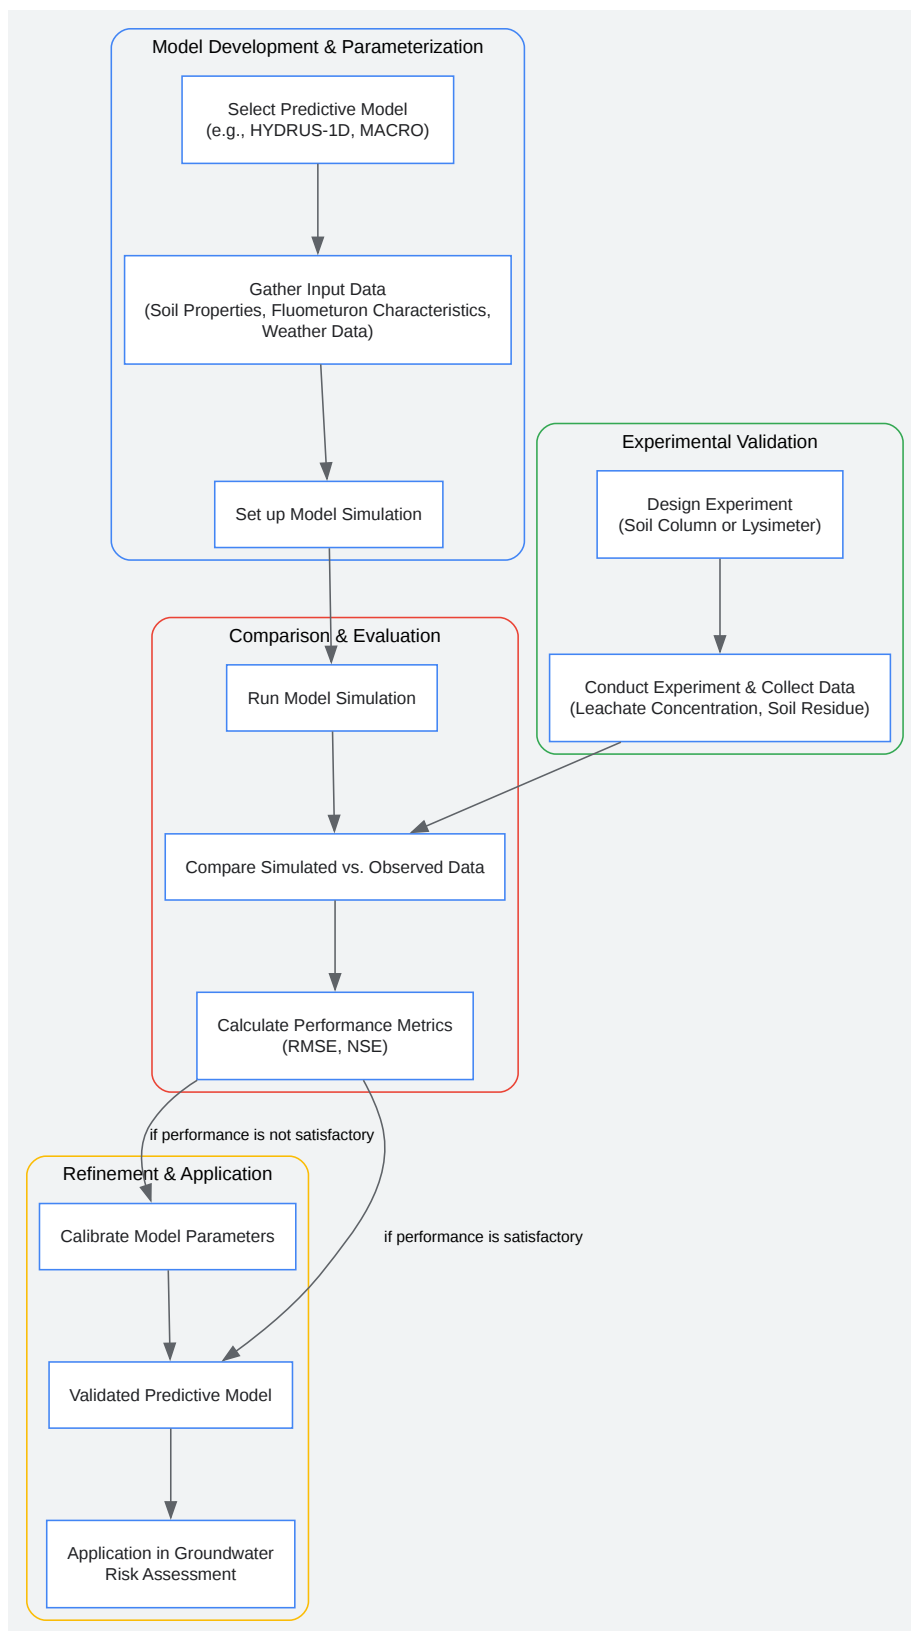 Model Development & Parameterization
Select Predictive Model
(e.g., HYDRUS-1D, MACRO)
Gather Input Data
(Soil Properties, Fluometuron Characteristics,
Weather Data)
Set up Model Simulation
Experimental Validation
Design Experiment
(Soil Column or Lysimeter)
Conduct Experiment & Collect Data
(Leachate Concentration, Soil Residue)
Comparison & Evaluation
Run Model Simulation
Compare Simulated vs. Observed Data
Calculate Performance Metrics
(RMSE, NSE)
if performance is not satisfactory
if performance is satisfactory
Refinement & Application
Calibrate Model Parameters
Validated Predictive Model
Application in Groundwater
Risk Assessment